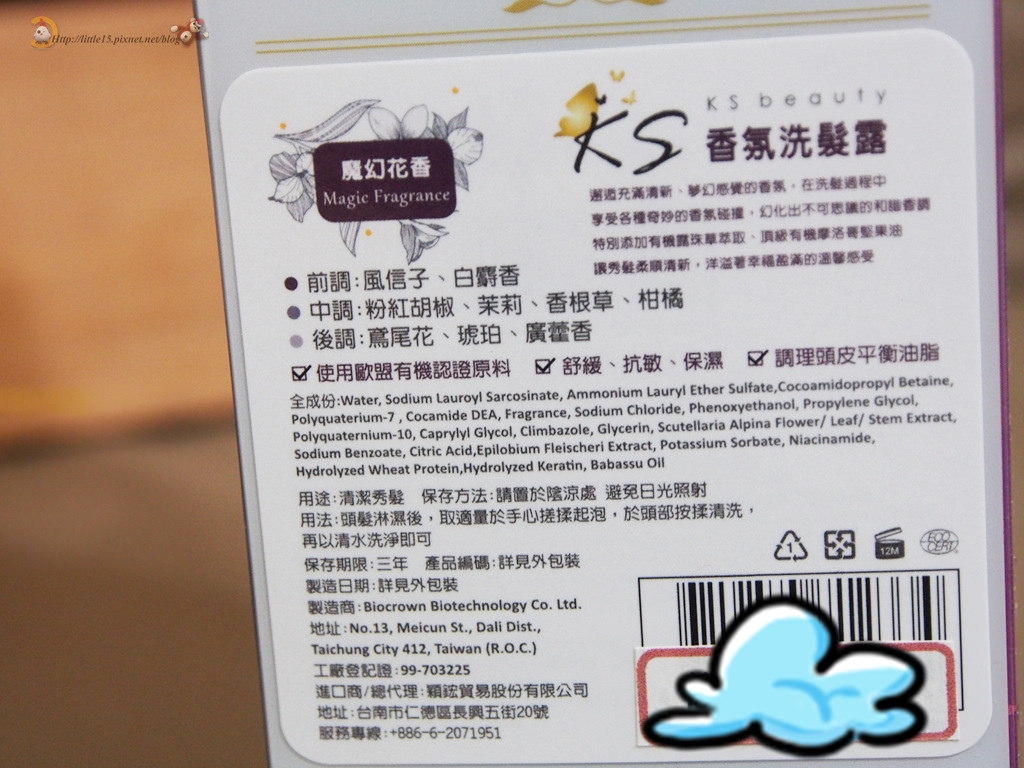 Http://little15.pixnet.net/blog
魔幻花香
Magic Fragrance
KS
KS beauty
香氛洗髮露
邂逅充滿清新、夢幻感覺的香氛,在洗髮過程中
享受各種奇妙的香氛碰撞,幻化出不可思議的和諧香調
特別添加有機露珠草萃取、頂級有機摩洛哥堅果油
讓秀髮柔順清新,洋溢著幸福盈滿的溫馨感受
● 前調:風信子、白麝香
● 中調:粉紅胡椒、茉莉、香根草、柑橘
● 後調:鳶尾花、琥珀、廣藿香
☑ 使用歐盟有機認證原料 ☑ 舒緩、抗敏、保濕 ☑ 調理頭皮平衡油脂
全成份:Water, Sodium Lauroyl Sarcosinate, Ammonium Lauryl Ether Sulfate,Cocoamidopropyl Betaine,
Polyquaterium-7 , Cocamide DEA, Fragrance, Sodium Chloride, Phenoxyethanol, Propylene Glycol,
Polyquaternium-10, Caprylyl Glycol, Climbazole, Glycerin, Scutellaria Alpina Flower/ Leaf/ Stem Extract,
Sodium Benzoate, Citric Acid,Epilobium Fleischeri Extract, Potassium Sorbate, Niacinamide,
Hydrolyzed Wheat Protein,Hydrolyzed Keratin, Babassu Oil
用途:清潔秀髮 保存方法:請置於陰涼處 避免日光照射
用法:頭髮淋濕後,取適量於手心搓揉起泡,於頭部按揉清洗,
再以清水洗淨即可
保存期限:三年 產品編碼:詳見外包裝
製造日期:詳見外包裝
製造商:Biocrown Biotechnology Co. Ltd.
地址:No.13, Meicun St., Dali Dist.,
Taichung City 412, Taiwan (R.O.C.)
工廠登記證:99-703225
進口商/總代理:穎鋐貿易股份有限公司
地址:台南市仁德區長興五街20號
服務專線:+886-6-2071951
1
12M
ECO CERT